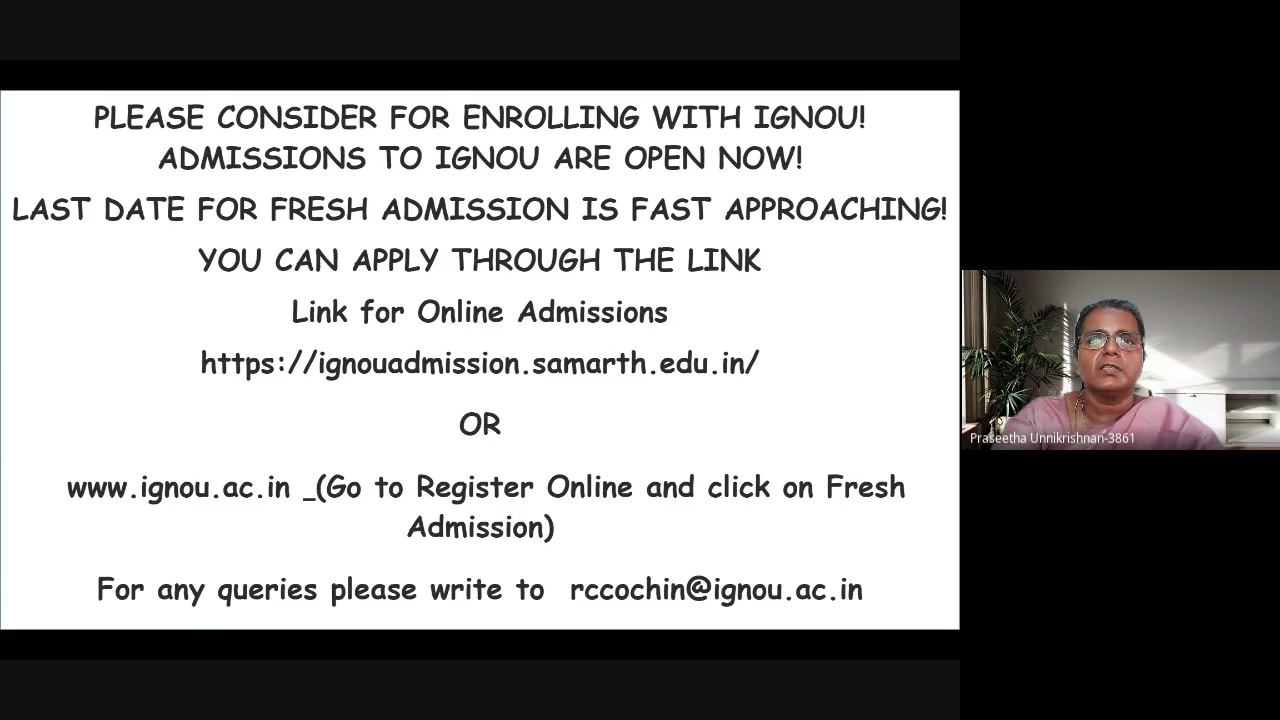 PLEASE CONSIDER FOR ENROLLING WITH IGNOU!
ADMISSIONS TO IGNOU ARE OPEN NOW!
LAST DATE FOR FRESH ADMISSION IS FAST APPROACHING!
YOU CAN APPLY THROUGH THE LINK
Link for Online Admissions
https://ignouadmission.samarth.edu.in/
OR
www.ignou.ac.in _(Go to Register Online and click on Fresh
Admission)
For any queries please write to rccochin@ignou.ac.in
Praseetha Unnikrishnan-3861